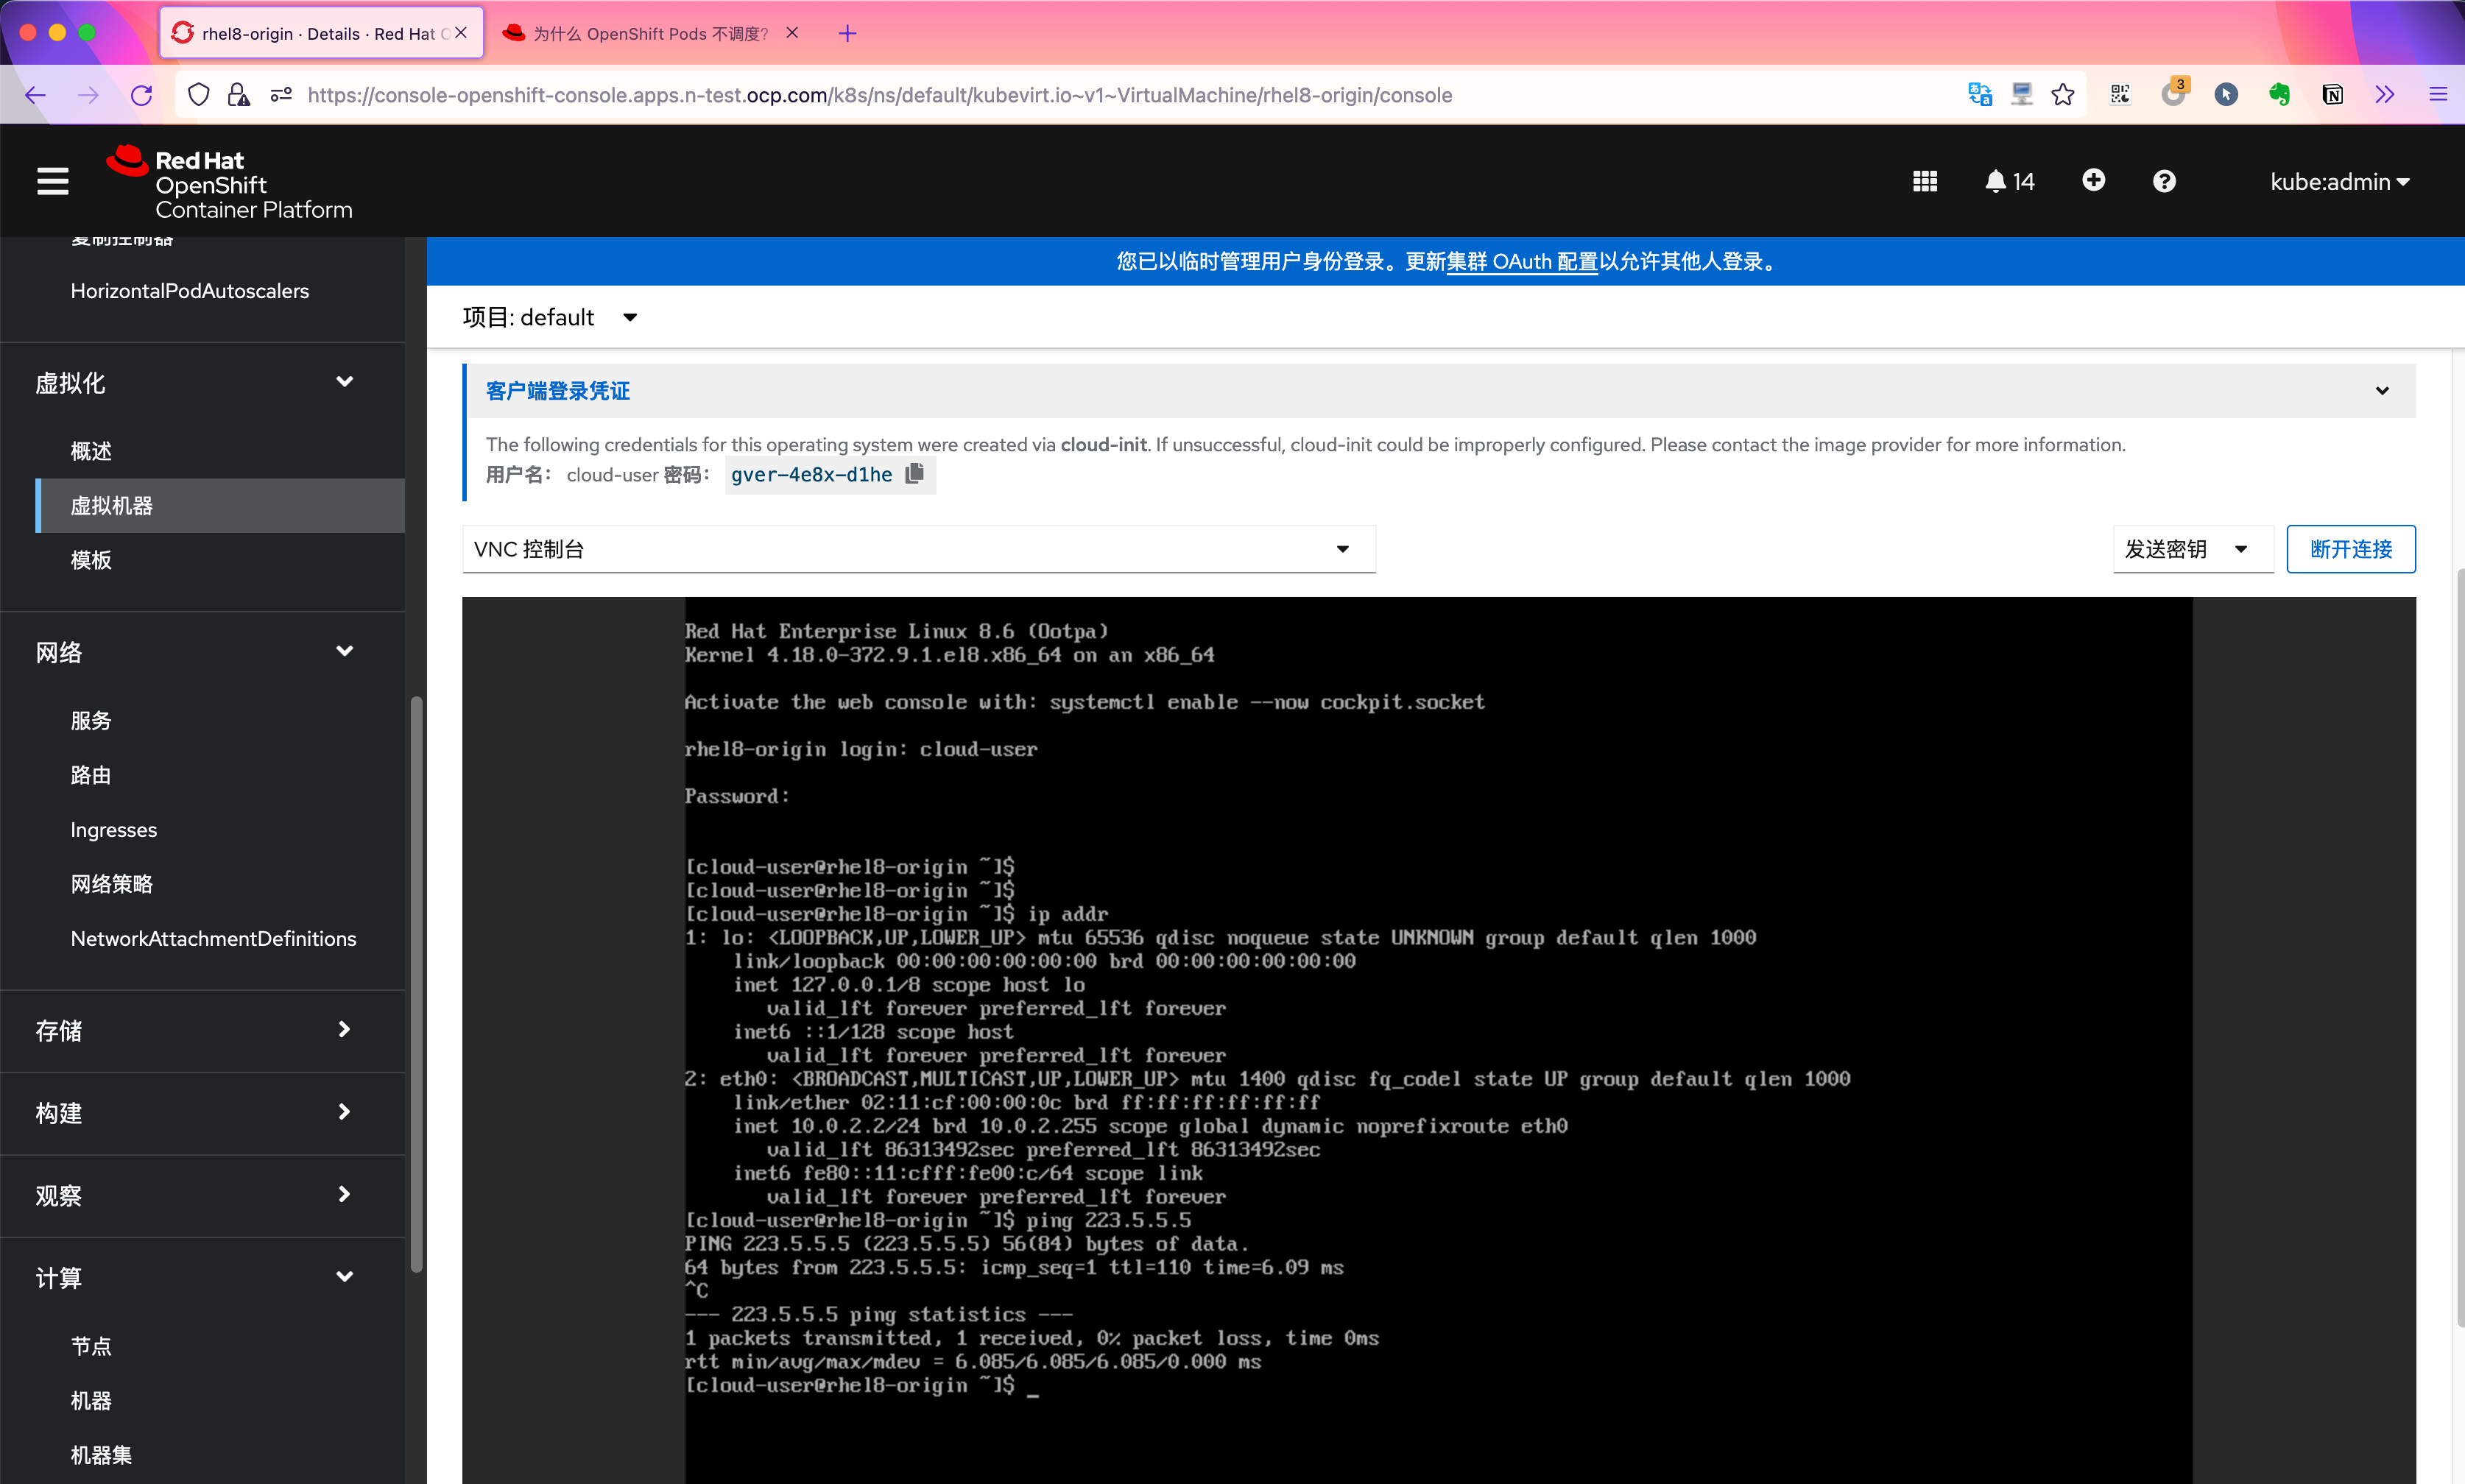 rhel8-origin · Details · Red Hat O
为什么 OpenShift Pods 不调度?
https://console-openshift-console.apps.n-test.ocp.com/k8s/ns/default/kubevirt.io~v1~VirtualMachine/rhel8-origin/console
3
Red Hat
OpenShift
Container Platform
14
kube:admin
复制控制器
HorizontalPodAutoscalers
虚拟化
概述
虚拟机器
模板
网络
服务
路由
Ingresses
网络策略
NetworkAttachmentDefinitions
存储
构建
观察
计算
节点
机器
机器集
您已以临时管理用户身份登录。更新集群 OAuth 配置以允许其他人登录。
项目: default
客户端登录凭证
The following credentials for this operating system were created via cloud-init. If unsuccessful, cloud-init could be improperly configured. Please contact the image provider for more information.
用户名： cloud-user 密码： gver-4e8x-d1he
VNC 控制台
发送密钥
断开连接
Red Hat Enterprise Linux 8.6 (Ootpa)
Kernel 4.18.0-372.9.1.el8.x86_64 on an x86_64
Activate the web console with: systemctl enable --now cockpit.socket
rhel8-origin login: cloud-user
Password:
[cloud-user@rhel8-origin ~]$
[cloud-user@rhel8-origin ~]$
[cloud-user@rhel8-origin ~]$ ip addr
1: lo: <LOOPBACK,UP,LOWER_UP> mtu 65536 qdisc noqueue state UNKNOWN group default qlen 1000
link/loopback 00:00:00:00:00:00 brd 00:00:00:00:00:00
inet 127.0.0.1/8 scope host lo
valid_lft forever preferred_lft forever
inet6 ::1/128 scope host
valid_lft forever preferred_lft forever
2: eth0: <BROADCAST,MULTICAST,UP,LOWER_UP> mtu 1400 qdisc fq_codel state UP group default qlen 1000
link/ether 02:11:cf:00:00:0c brd ff:ff:ff:ff:ff:ff
inet 10.0.2.2/24 brd 10.0.2.255 scope global dynamic noprefixroute eth0
valid_lft 86313492sec preferred_lft 86313492sec
inet6 fe80::11:cfff:fe00:c/64 scope link
valid_lft forever preferred_lft forever
[cloud-user@rhel8-origin ~]$ ping 223.5.5.5
PING 223.5.5.5 (223.5.5.5) 56(84) bytes of data.
64 bytes from 223.5.5.5: icmp_seq=1 ttl=110 time=6.09 ms
^C
--- 223.5.5.5 ping statistics ---
1 packets transmitted, 1 received, 0% packet loss, time 0ms
rtt min/avg/max/mdev = 6.085/6.085/6.085/0.000 ms
[cloud-user@rhel8-origin ~]$ _